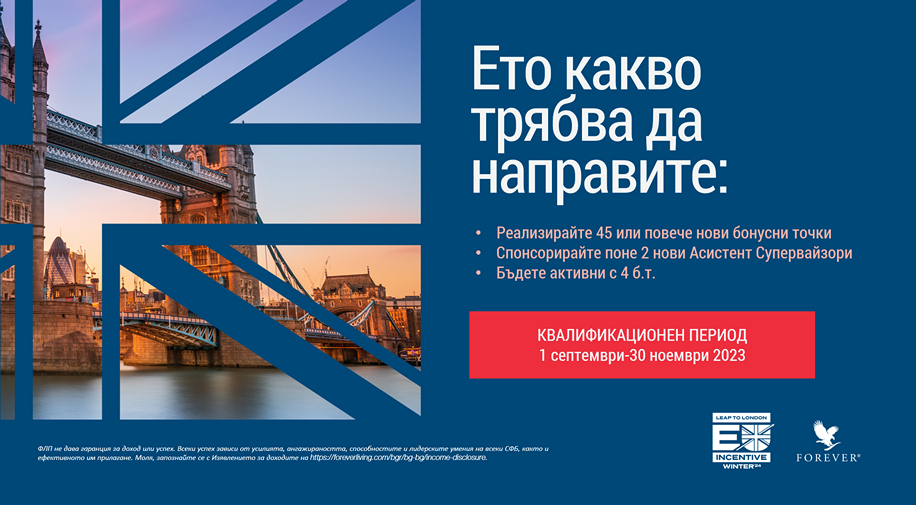 Ето какво
трябва да
направите:
• Реализирайте 45 или повече нови бонусни точки
• Спонсорирайте поне 2 нови Асистент Супервайзори
• Бъдете активни с 4 б.т.
КВАЛИФИКАЦИОНЕН ПЕРИОД
1 септември-30 ноември 2023
LEAP TO LONDON
E
INCENTIVE
WINTER'24
FOREVER®
ФЛП не дава гаранция за доход или успех. Всеки успех зависи от усилията, ангажираността, способностите и лидерските умения на всеки СФБ, както и
ефективното им прилагане. Моля, запознайте се с Изявлението за доходите на https://foreverliving.com/bgr/bg-bg/income-disclosure.